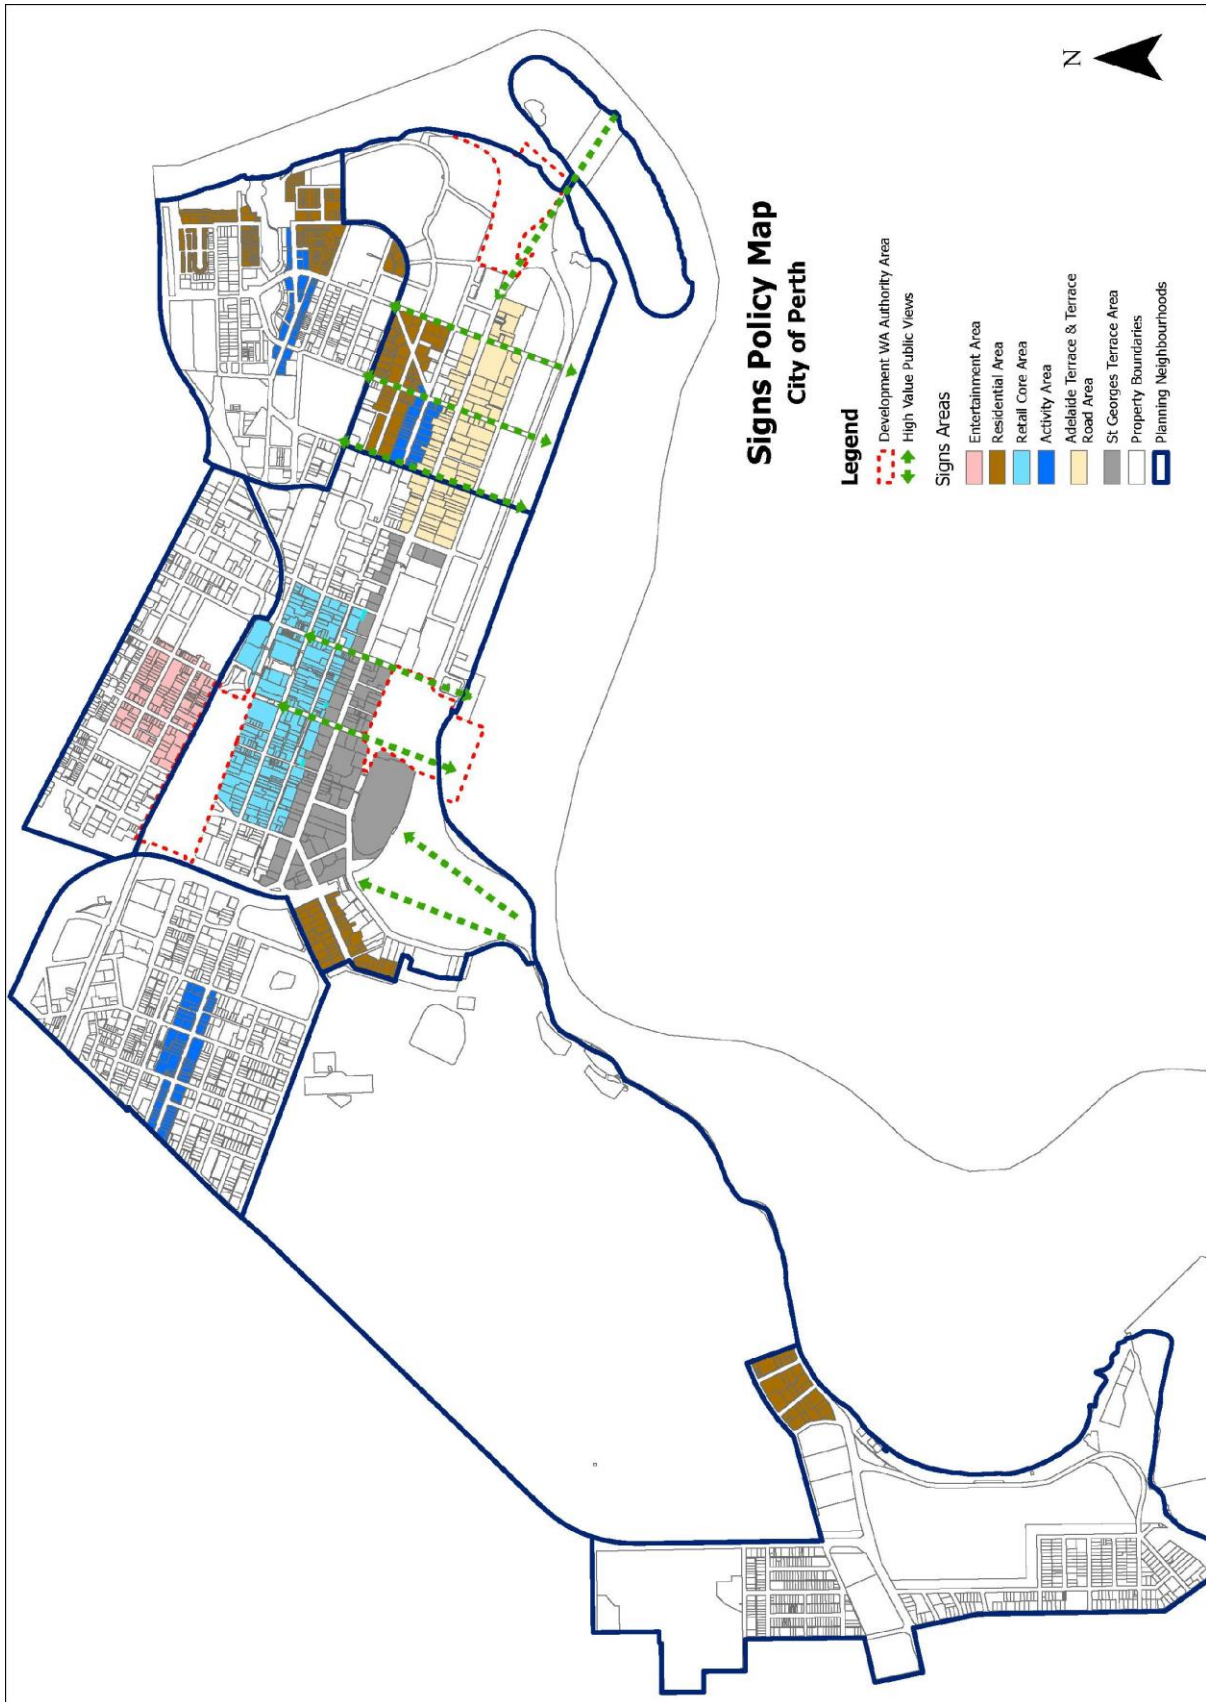 N
Signs Policy Map
City of Perth
Legend
Development WA Authority Area
High Value Public Views
Signs Areas
Entertainment Area
Residential Area
Retail Core Area
Activity Area
Adelaide Terrace & Terrace
Road Area
St Georges Terrace Area
Property Boundaries
Planning Neighbourhoods